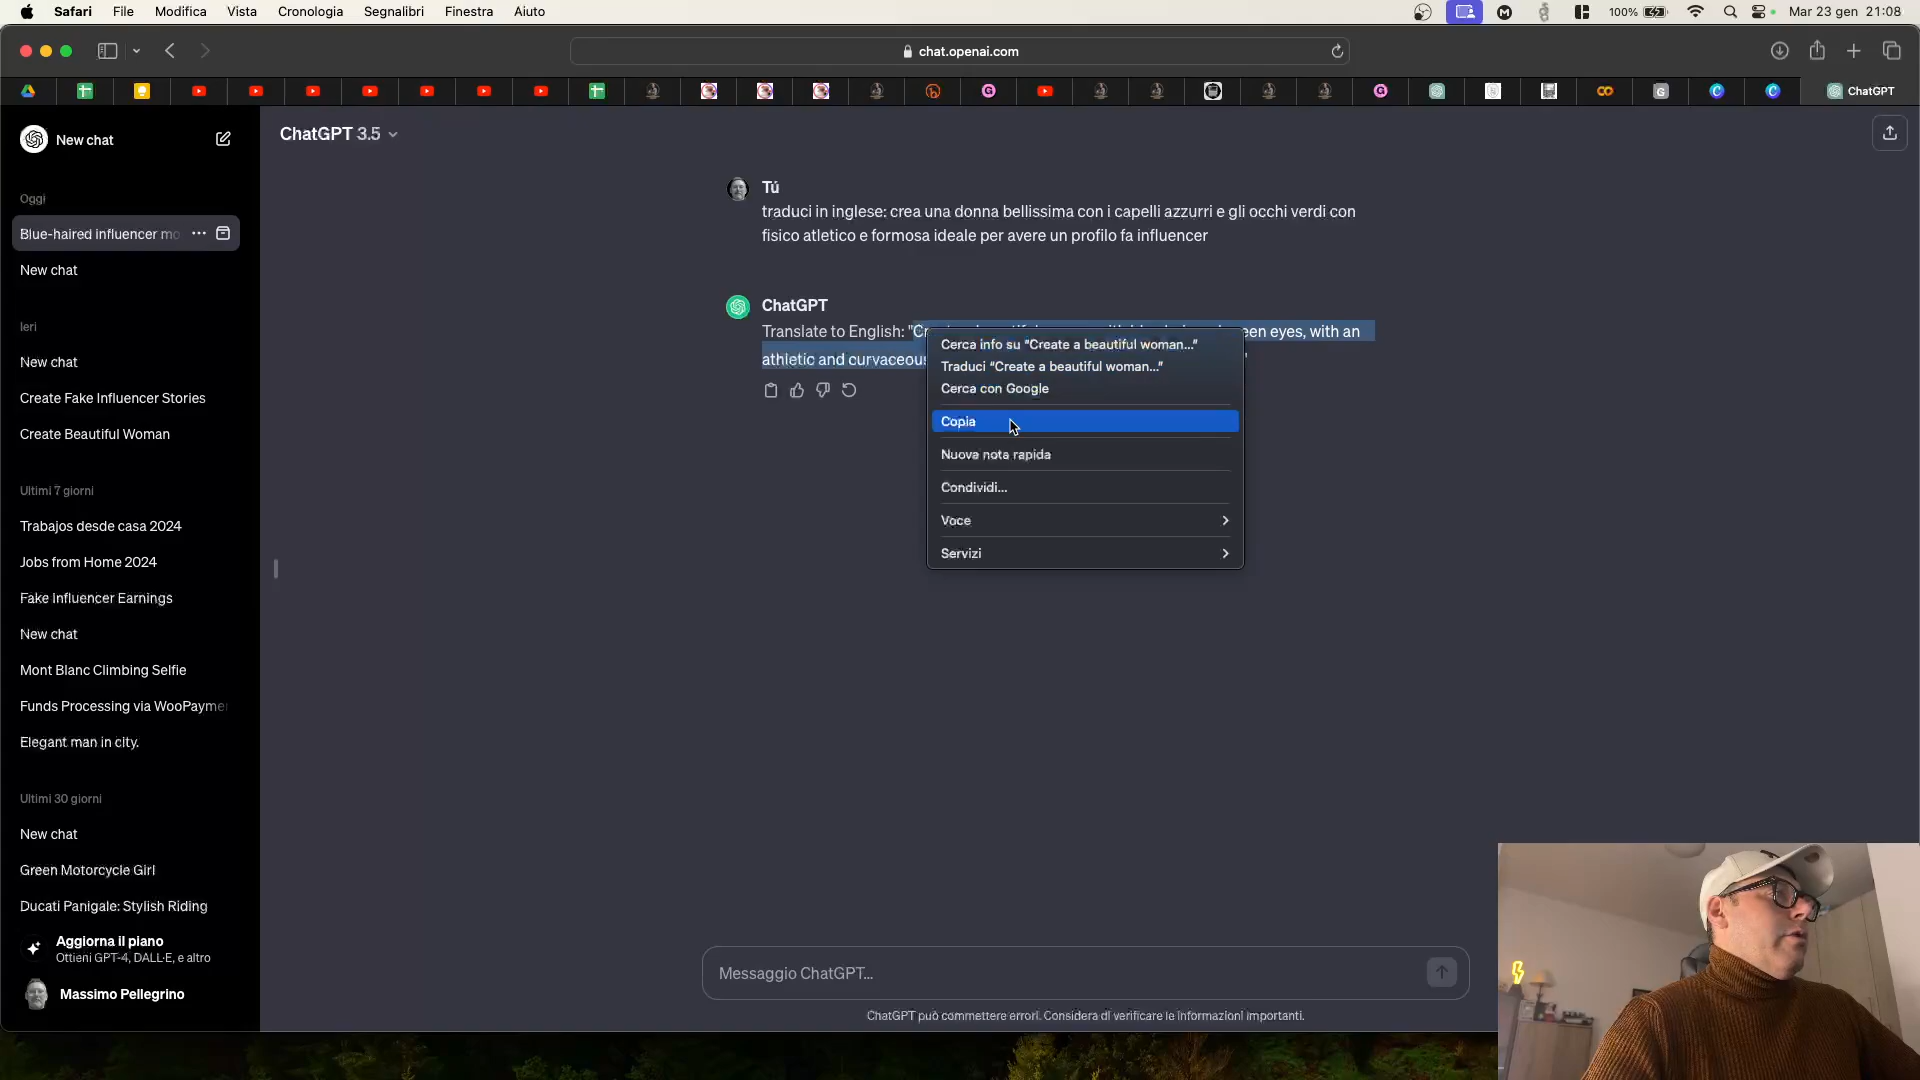 Safari File Modifica Vista Cronologia Segnalibri Finestra Aiuto
100% Mar 23 gen 21:08
chat.openai.com
ChatGPT
New chat
ChatGPT 3.5
Oggi
Blue-haired influencer mo
New chat
Ieri
New chat
Create Fake Influencer Stories
Create Beautiful Woman
Ultimi 7 giorni
Trabajos desde casa 2024
Jobs from Home 2024
Fake Influencer Earnings
New chat
Mont Blanc Climbing Selfie
Funds Processing via WooPayme
Elegant man in city.
Ultimi 30 giorni
New chat
Green Motorcycle Girl
Ducati Panigale: Stylish Riding
Aggiorna il piano
Ottieni GPT-4, DALL·E, e altro
Massimo Pellegrino
Tú
traduci in inglese: crea una donna bellissima con i capelli azzurri e gli occhi verdi con
fisico atletico e formosa ideale per avere un profilo fa influencer
ChatGPT
Translate to English: " eyes, with an
athletic and curvaceous
Cerca info su “Create a beautiful woman...”
Traduci “Create a beautiful woman...”
Cerca con Google
Copia
Nuova nota rapida
Condividi...
Voce
Servizi
Messaggio ChatGPT...
ChatGPT può commettere errori. Considera di verificare le informazioni importanti.